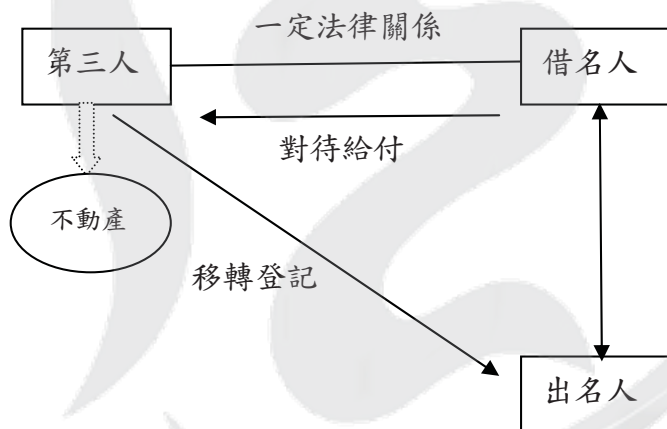 一定法律關係
第三人
借名人
對待給付
不動產
移轉登記
出名人